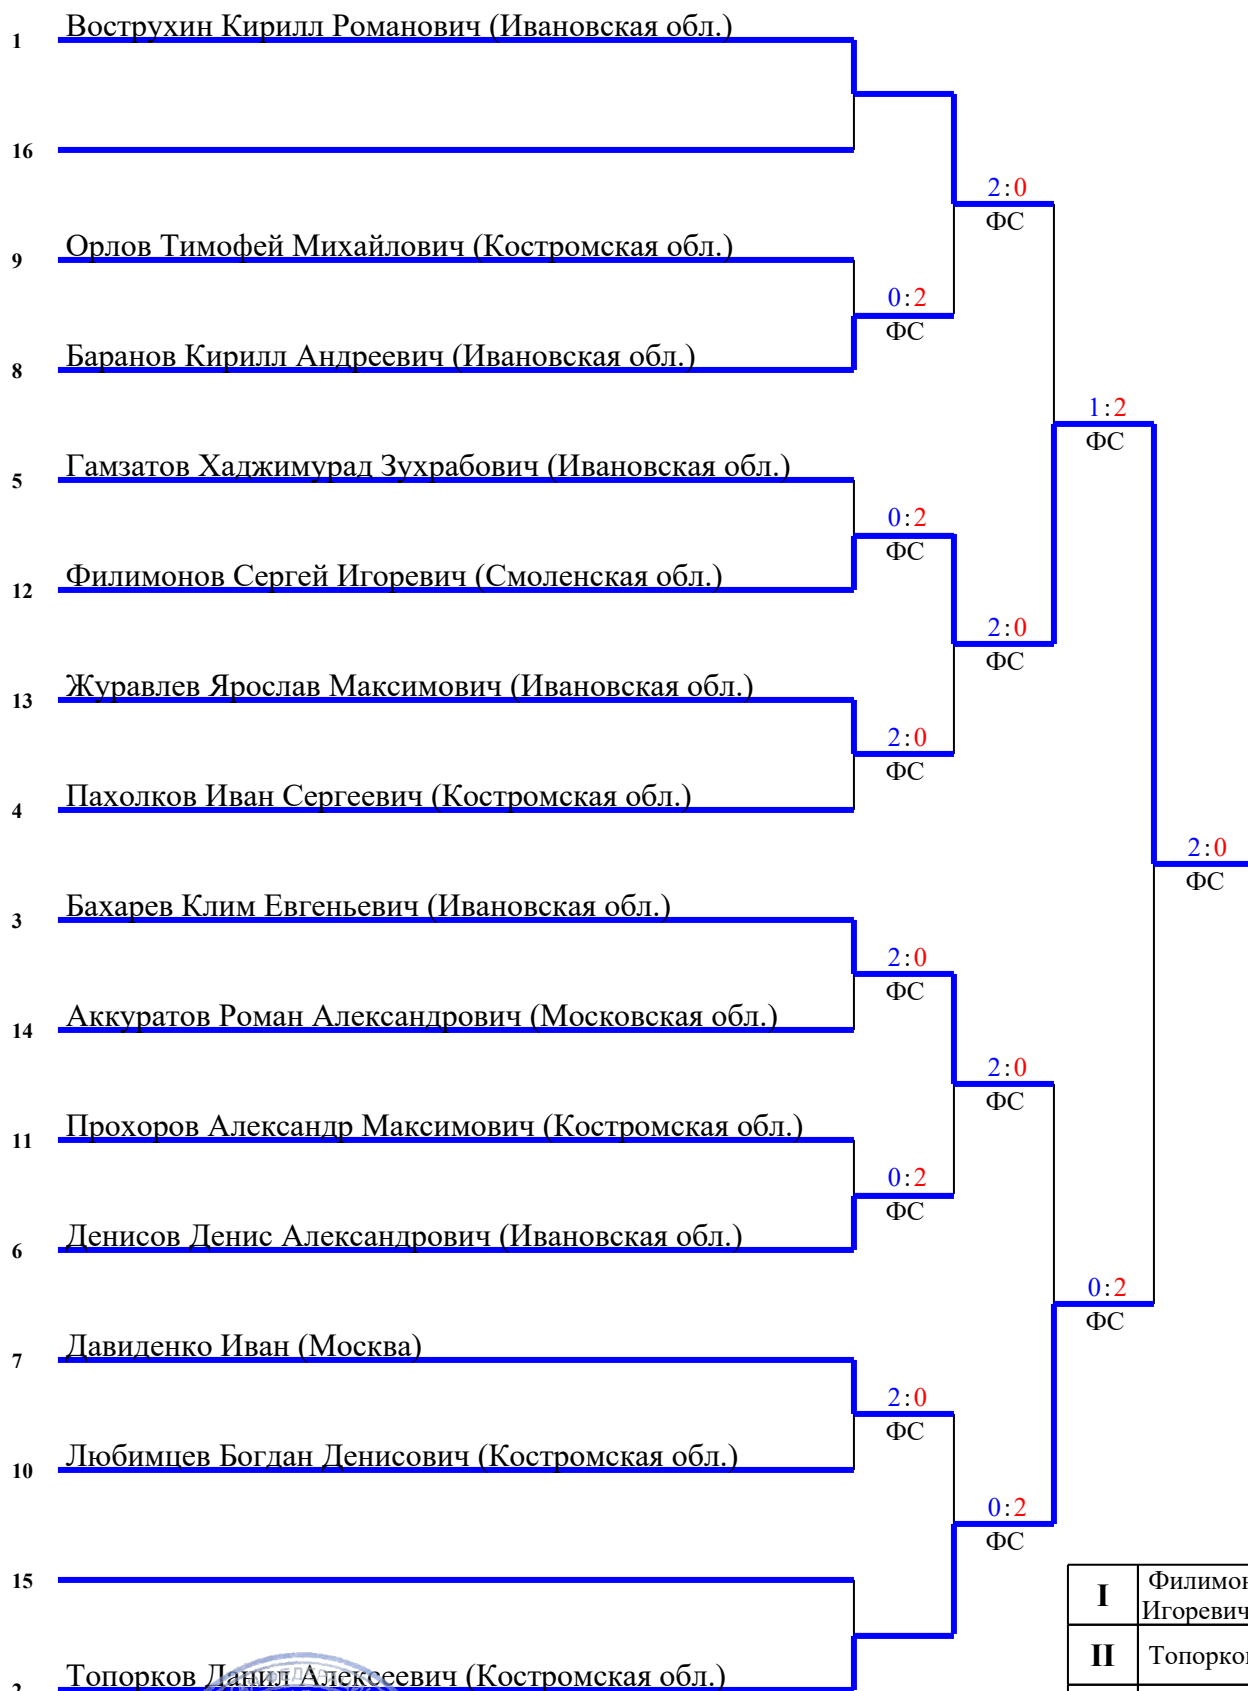 Вострухин Кирилл Романович (Ивановская обл.)
1
16
2:0
ФС
Орлов Тимофей Михайлович (Костромская обл.)
9
0:2
ФС
Баранов Кирилл Андреевич (Ивановская обл.)
8
1:2
ФС
Гамзатов Хаджимурад Зухрабович (Ивановская обл.)
5
0:2
ФС
Филимонов Сергей Игоревич (Смоленская обл.)
12
2:0
ФС
Журавлев Ярослав Максимович (Ивановская обл.)
13
2:0
ФС
Пахолков Иван Сергеевич (Костромская обл.)
4
2:0
ФС
Бахарев Клим Евгеньевич (Ивановская обл.)
3
2:0
ФС
Аккуратов Роман Александрович (Московская обл.)
14
2:0
ФС
Прохоров Александр Максимович (Костромская обл.)
11
0:2
ФС
Денисов Денис Александрович (Ивановская обл.)
6
0:2
ФС
Давиденко Иван (Москва)
7
2:0
ФС
Любимцев Богдан Денисович (Костромская обл.)
10
0:2
ФС
15
I Филимон
Игоревич
II Топорков
Топорков Данил Алексеевич (Костромская обл.)
2